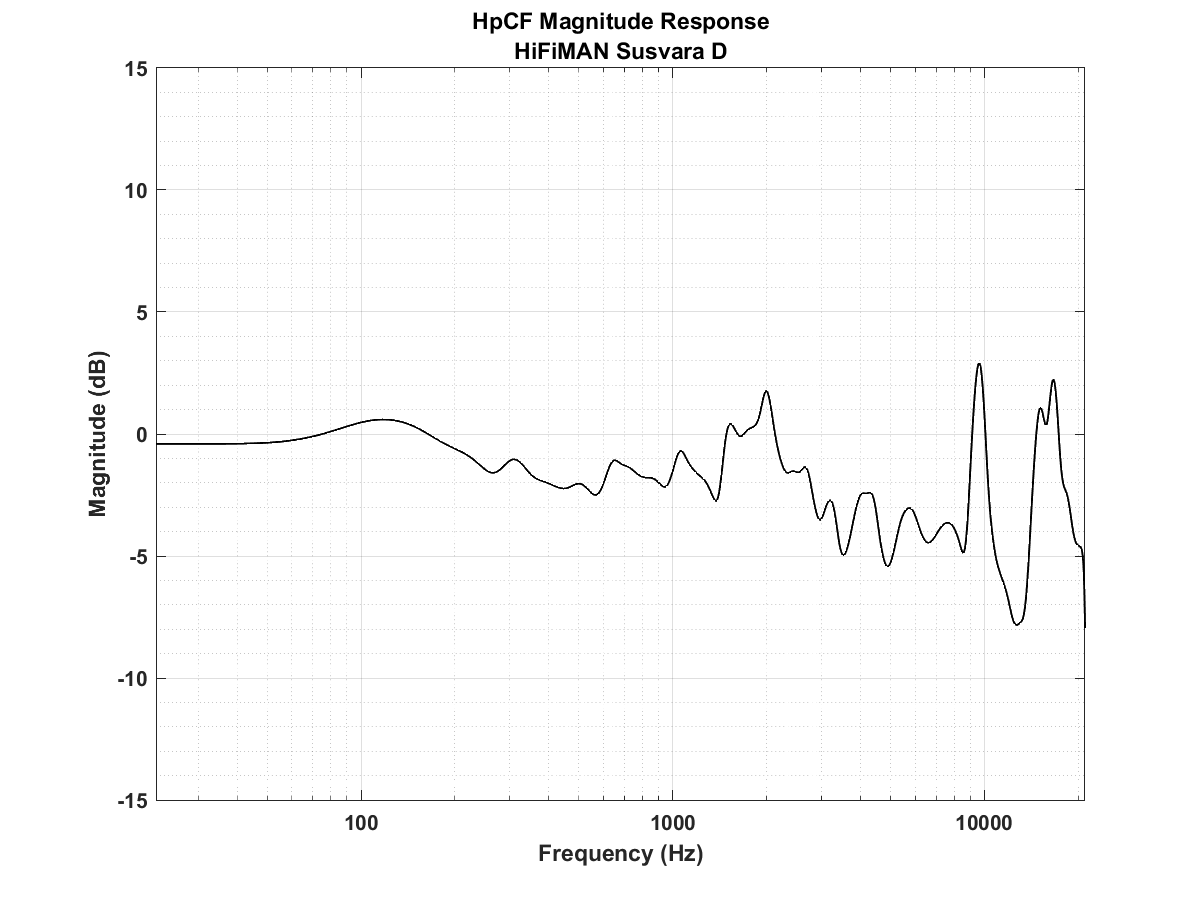 HpCF Magnitude Response
HiFiMAN Susvara D
15
10
5
0
-5
-10
-15
Magnitude (dB)
100
1000
10000
Frequency (Hz)